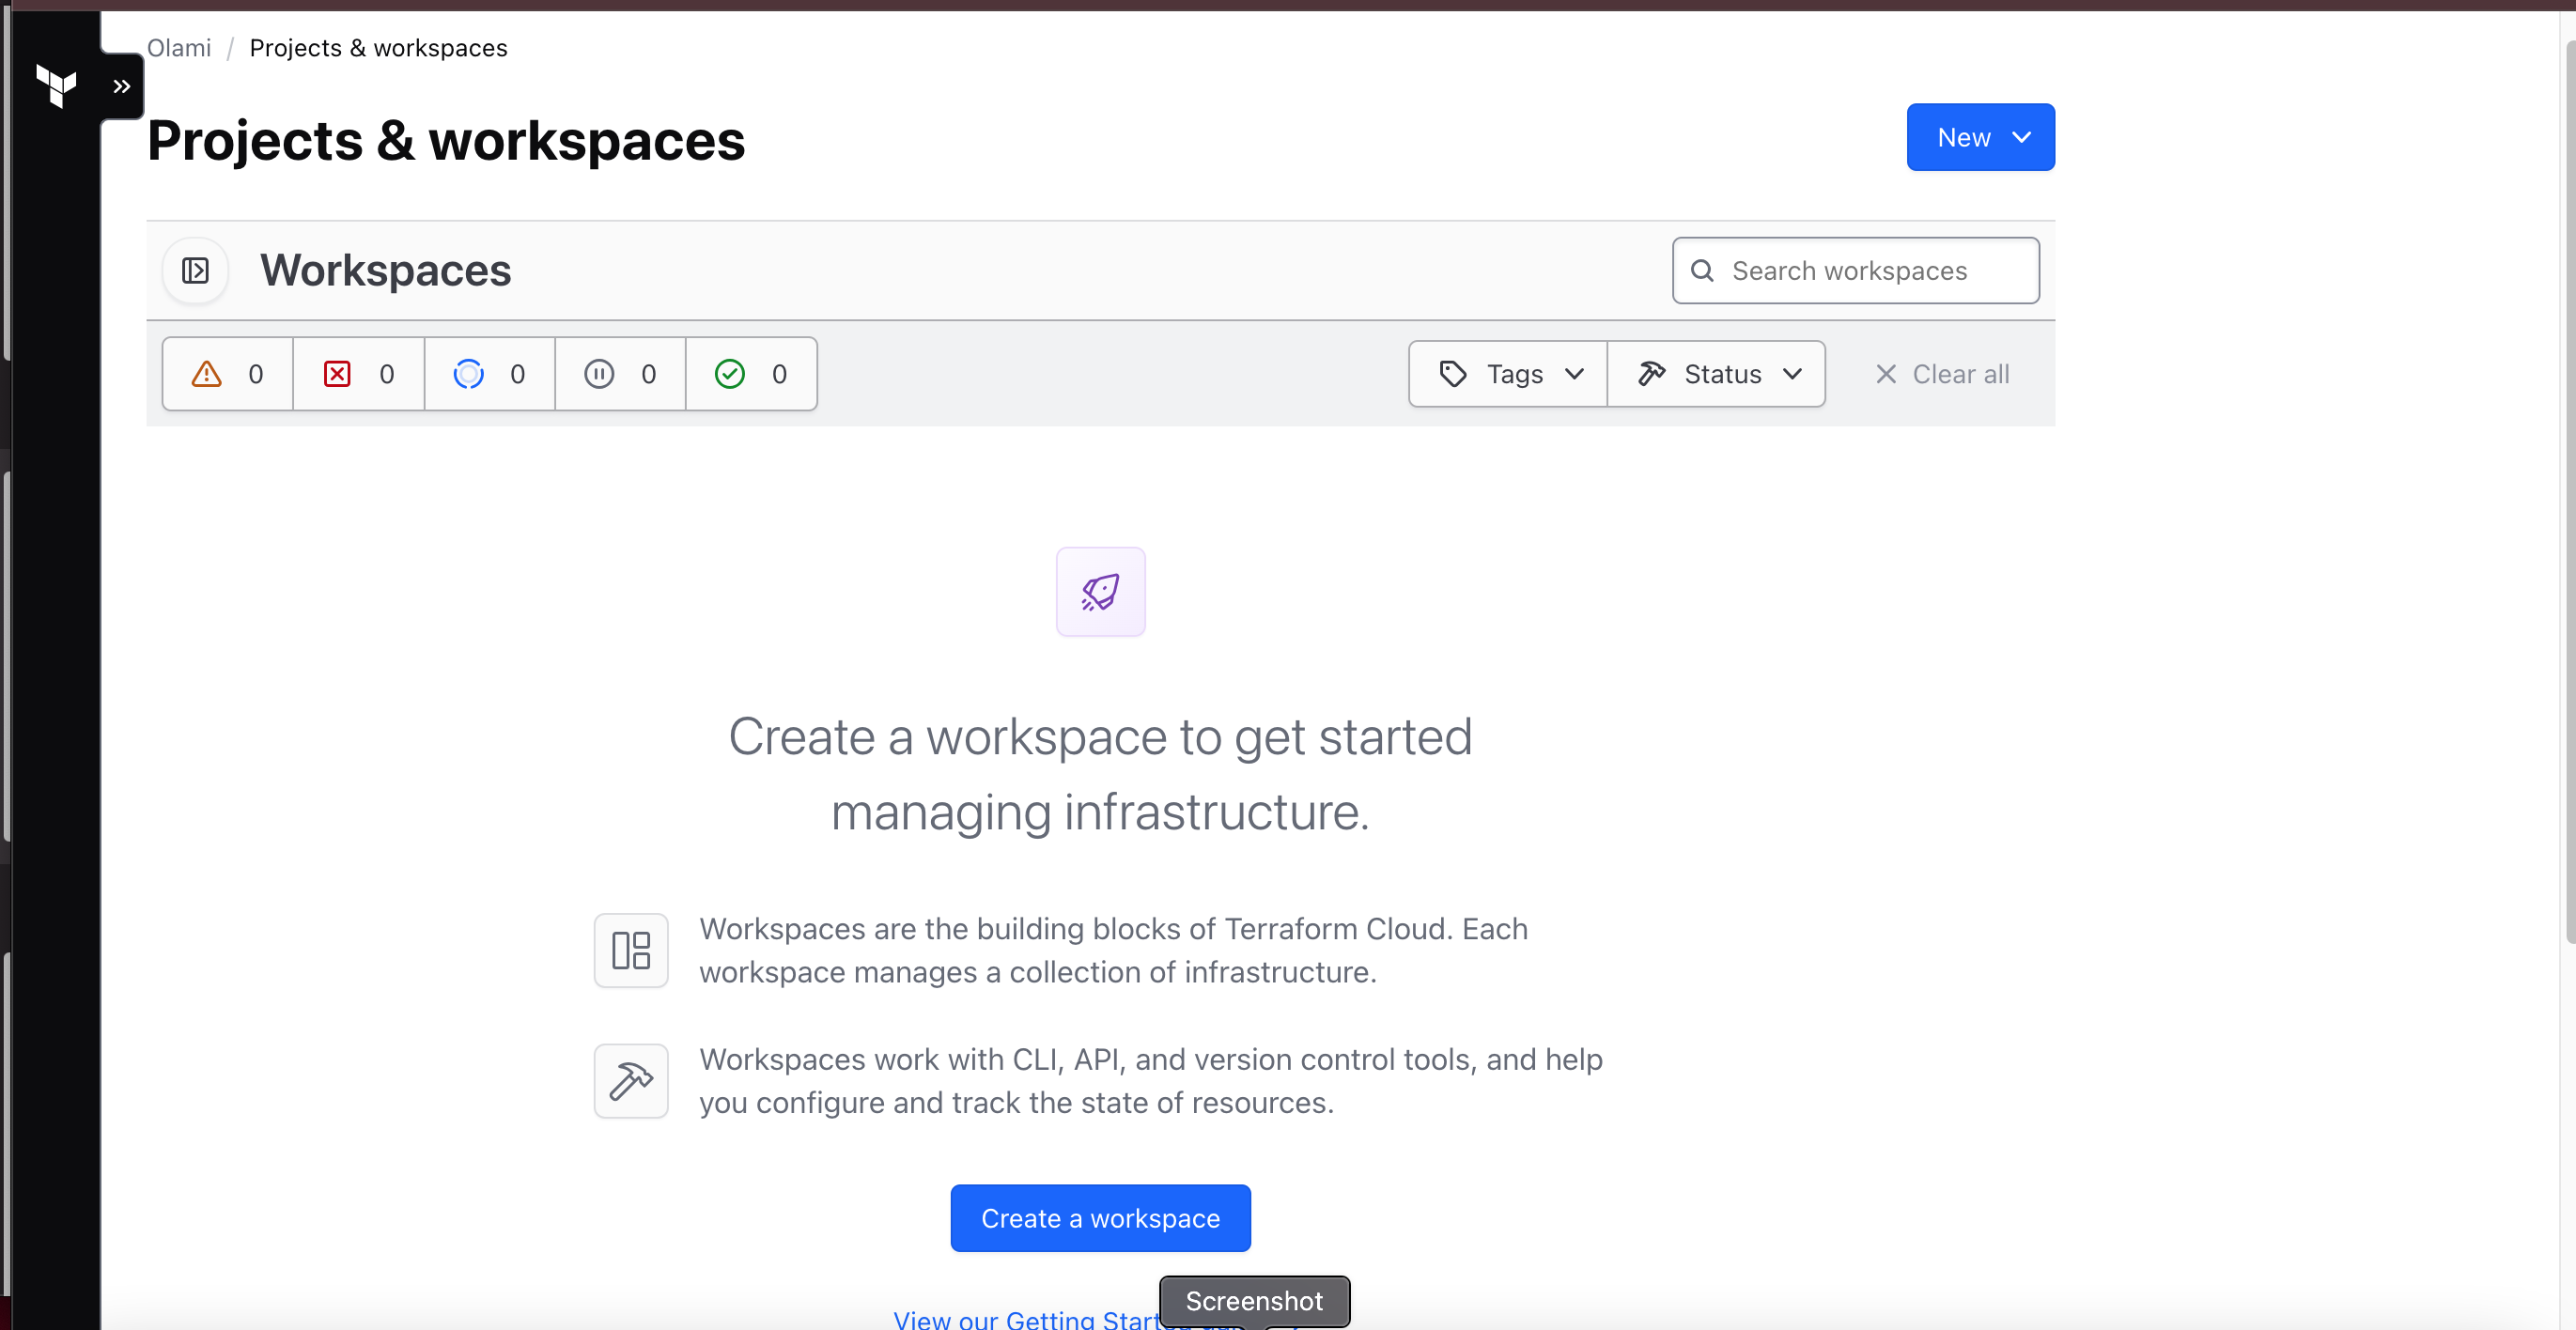 Olami / Projects & workspaces
Projects & workspaces
New
Workspaces
Search workspaces
0 0 0 0 0
Tags Status Clear all
Create a workspace to get started
managing infrastructure.
Workspaces are the building blocks of Terraform Cloud. Each
workspace manages a collection of infrastructure.
Workspaces work with CLI, API, and version control tools, and help
you configure and track the state of resources.
Create a workspace
Screenshot
View our Getting